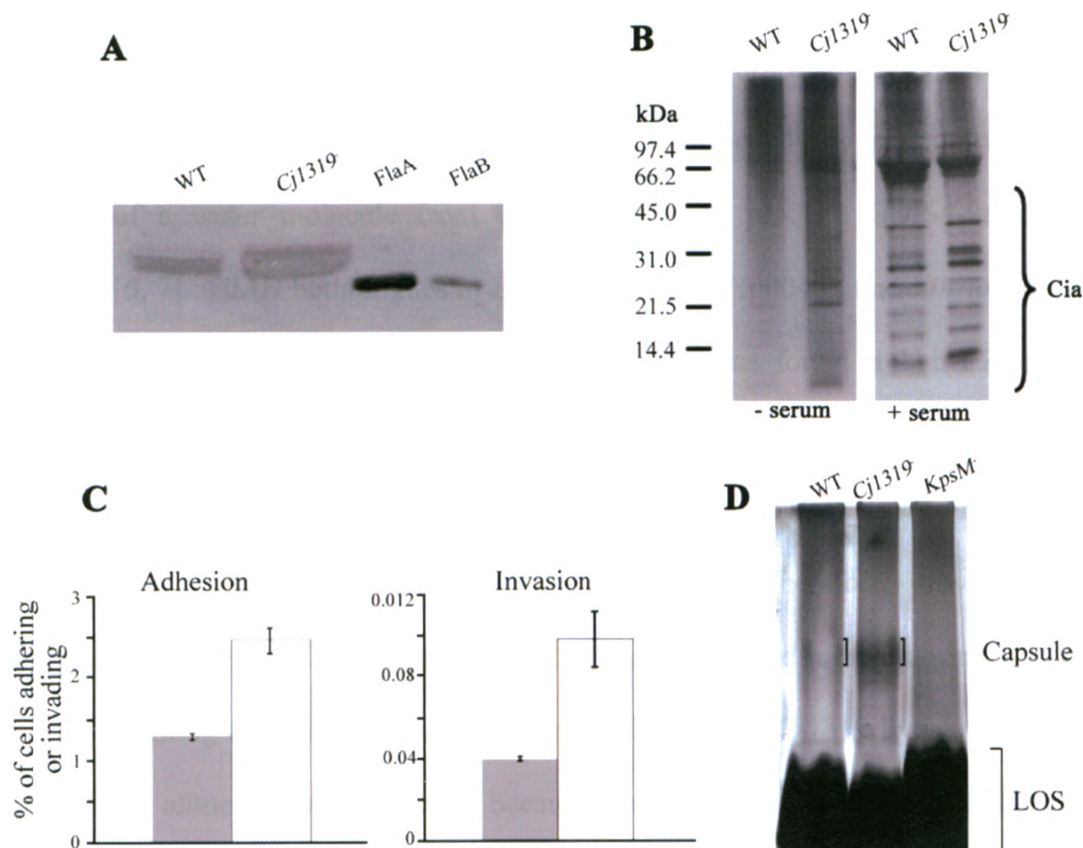 A
WT Cj1319- FlaA FlaB
B
WT Cj1319- WT Cj1319-
kDa
97.4
66.2
45.0
31.0
21.5
14.4
Cia
- serum + serum
C
Adhesion
% of cells adhering
or invading
3
2
1
0
Invasion
0.012
0.08
0.04
0
D
WT Cj1319- KpsM-
Capsule
LOS